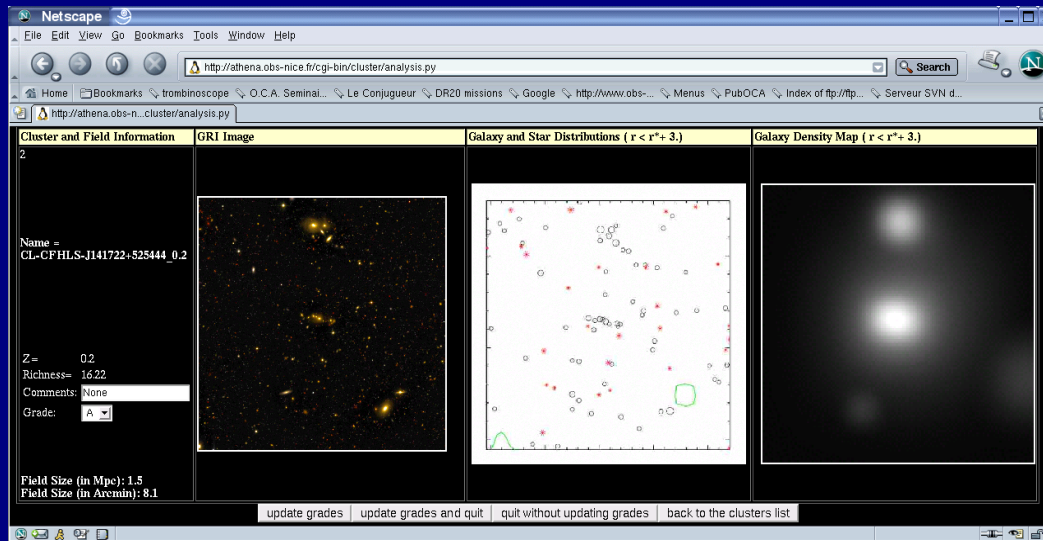 Netscape
File Edit View Go Bookmarks Tools Window Help
http://athena.obs-nice.fr/cgi-bin/cluster/analysis.py
Search
Home Bookmarks trombinoscope O.C.A. Seminai... Le Conjugueur DR20 missions Google http://www.obs-... Menus PubOCA Index of ftp://ftp... Serveur SVN d...
http://athena.obs-n...cluster/analysis.py
Cluster and Field Information GRI Image Galaxy and Star Distributions ( r < r*+ 3.) Galaxy Density Map ( r < r*+ 3.)
2
Name =
CL-CFHLS-J141722+525444_0.2
Z = 0.2
Richness= 16.22
Comments: None
Grade: A
Field Size (in Mpc): 1.5
Field Size (in Arcmin): 8.1
update grades update grades and quit quit without updating grades back to the clusters list